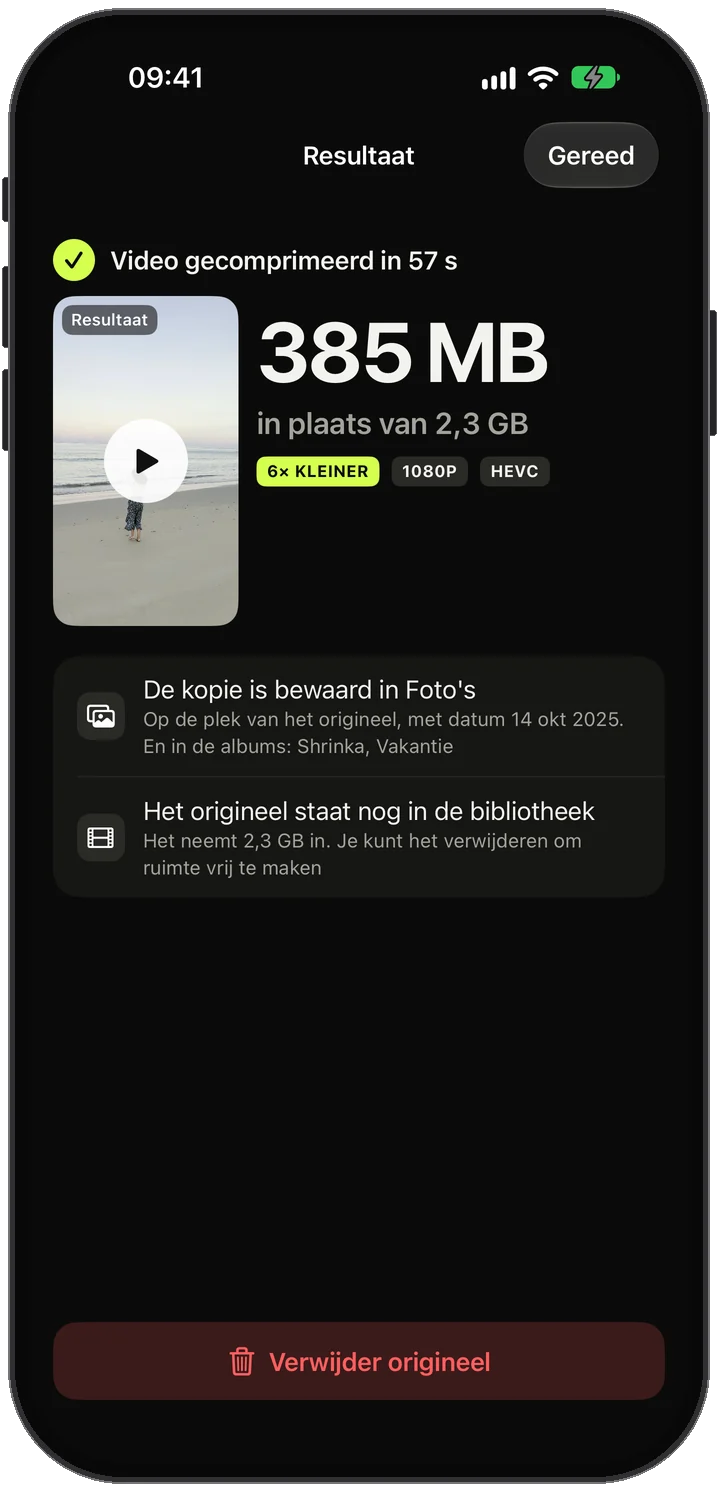 09:41
Resultaat
Gereed
Video gecomprimeerd in 57 s
Resultaat
385 MB
in plaats van 2,3 GB
6× KLEINER
1080P
HEVC
De kopie is bewaard in Foto's
Op de plek van het origineel, met datum 14 okt 2025.
En in de albums: Shrinka, Vakantie
Het origineel staat nog in de bibliotheek
Het neemt 2,3 GB in. Je kunt het verwijderen om
ruimte vrij te maken
Verwijder origineel